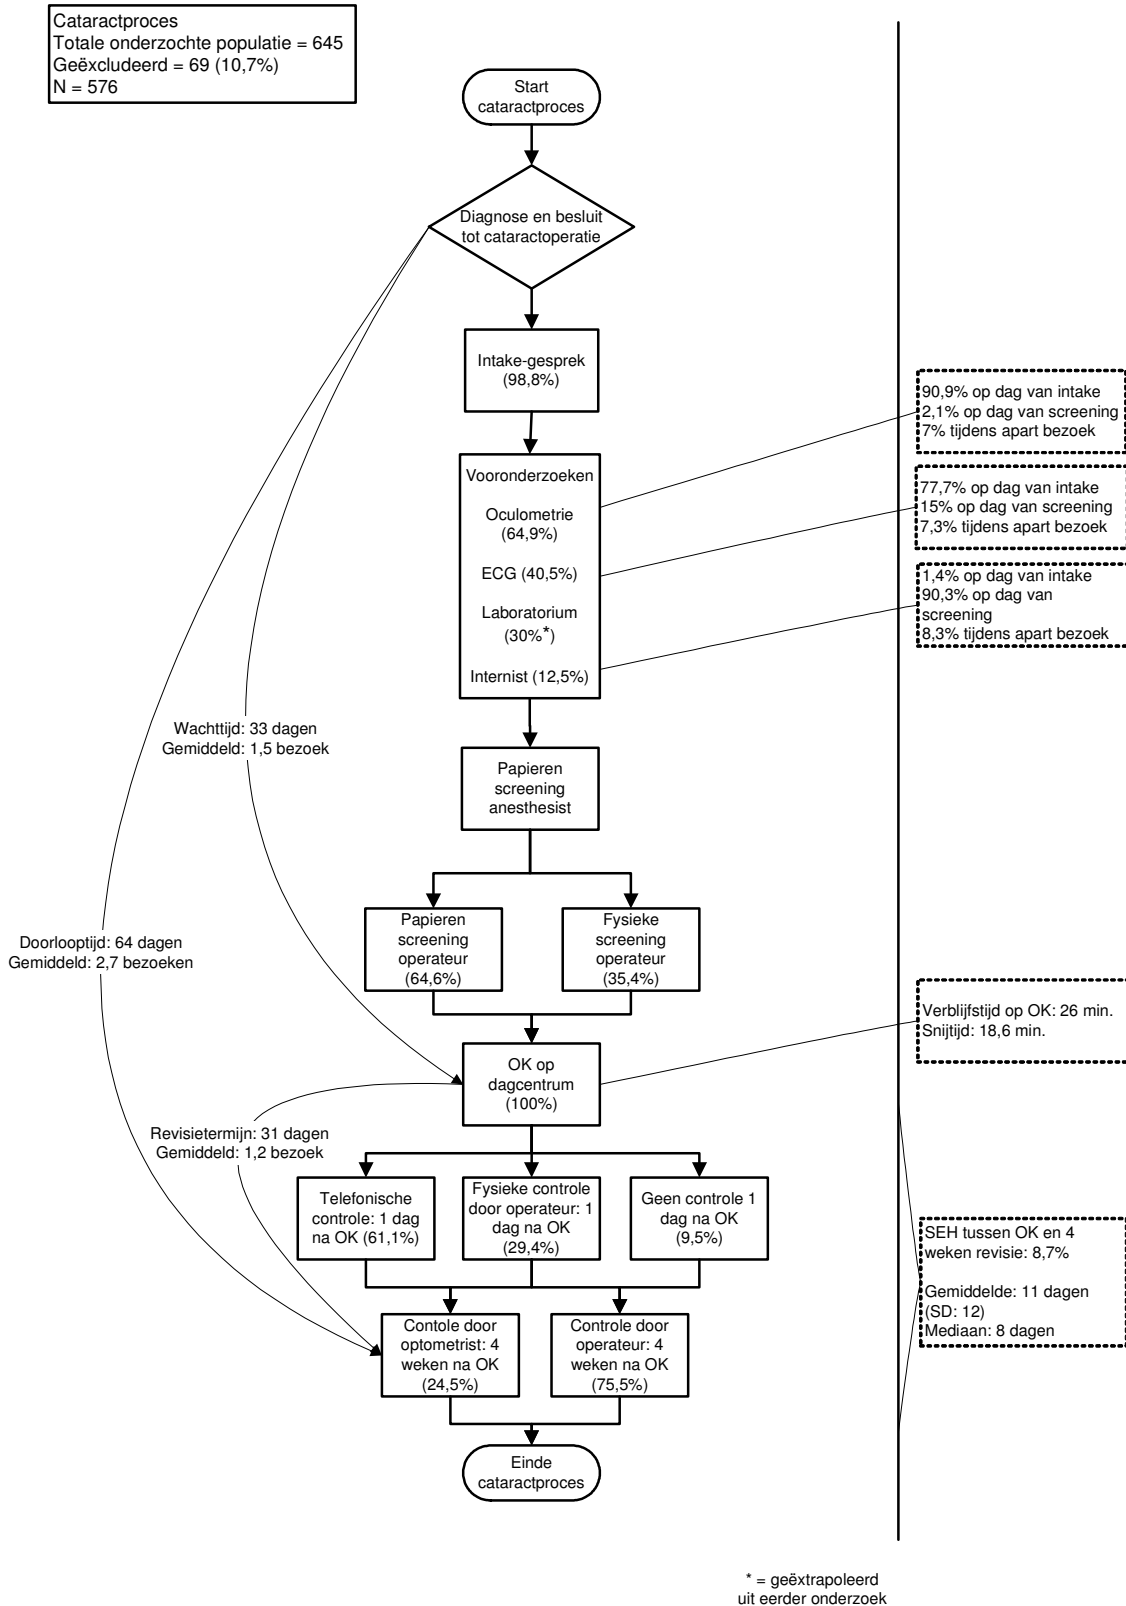 Cataractproces
Totale onderzochte populatie = 645
Geëxcludeerd = 69 (10,7%)
N = 576
Start
cataractproces
Diagnose en besluit
tot cataractoperatie
Intake-gesprek
(98,8%)
90,9% op dag van intake
2,1% op dag van screening
7% tijdens apart bezoek
Vooronderzoeken
Oculometrie
(64,9%)
ECG (40,5%)
Laboratorium
(30%*)
Internist (12,5%)
77,7% op dag van intake
15% op dag van screening
7,3% tijdens apart bezoek
1,4% op dag van intake
90,3% op dag van
screening
8,3% tijdens apart bezoek
Wachttijd: 33 dagen
Gemiddeld: 1,5 bezoek
Papieren
screening
anesthesist
Doorlooptijd: 64 dagen
Gemiddeld: 2,7 bezoeken
Papieren
screening
operateur
(64,6%)
Fysieke
screening
operateur
(35,4%)
Verblijfstijd op OK: 26 min.
Snijtijd: 18,6 min.
OK op
dagcentrum
(100%)
Revisietermijn: 31 dagen
Gemiddeld: 1,2 bezoek
Telefonische
controle: 1 dag
na OK (61,1%)
Fysieke controle
door operateur: 1
dag na OK
(29,4%)
Geen controle 1
dag na OK
(9,5%)
SEH tussen OK en 4
weken revisie: 8,7%
Gemiddelde: 11 dagen
(SD: 12)
Mediaan: 8 dagen
Contole door
optometrist: 4
weken na OK
(24,5%)
Controle door
operateur: 4
weken na OK
(75,5%)
Einde
cataractproces
* = geëxtrapoleerd
uit eerder onderzoek